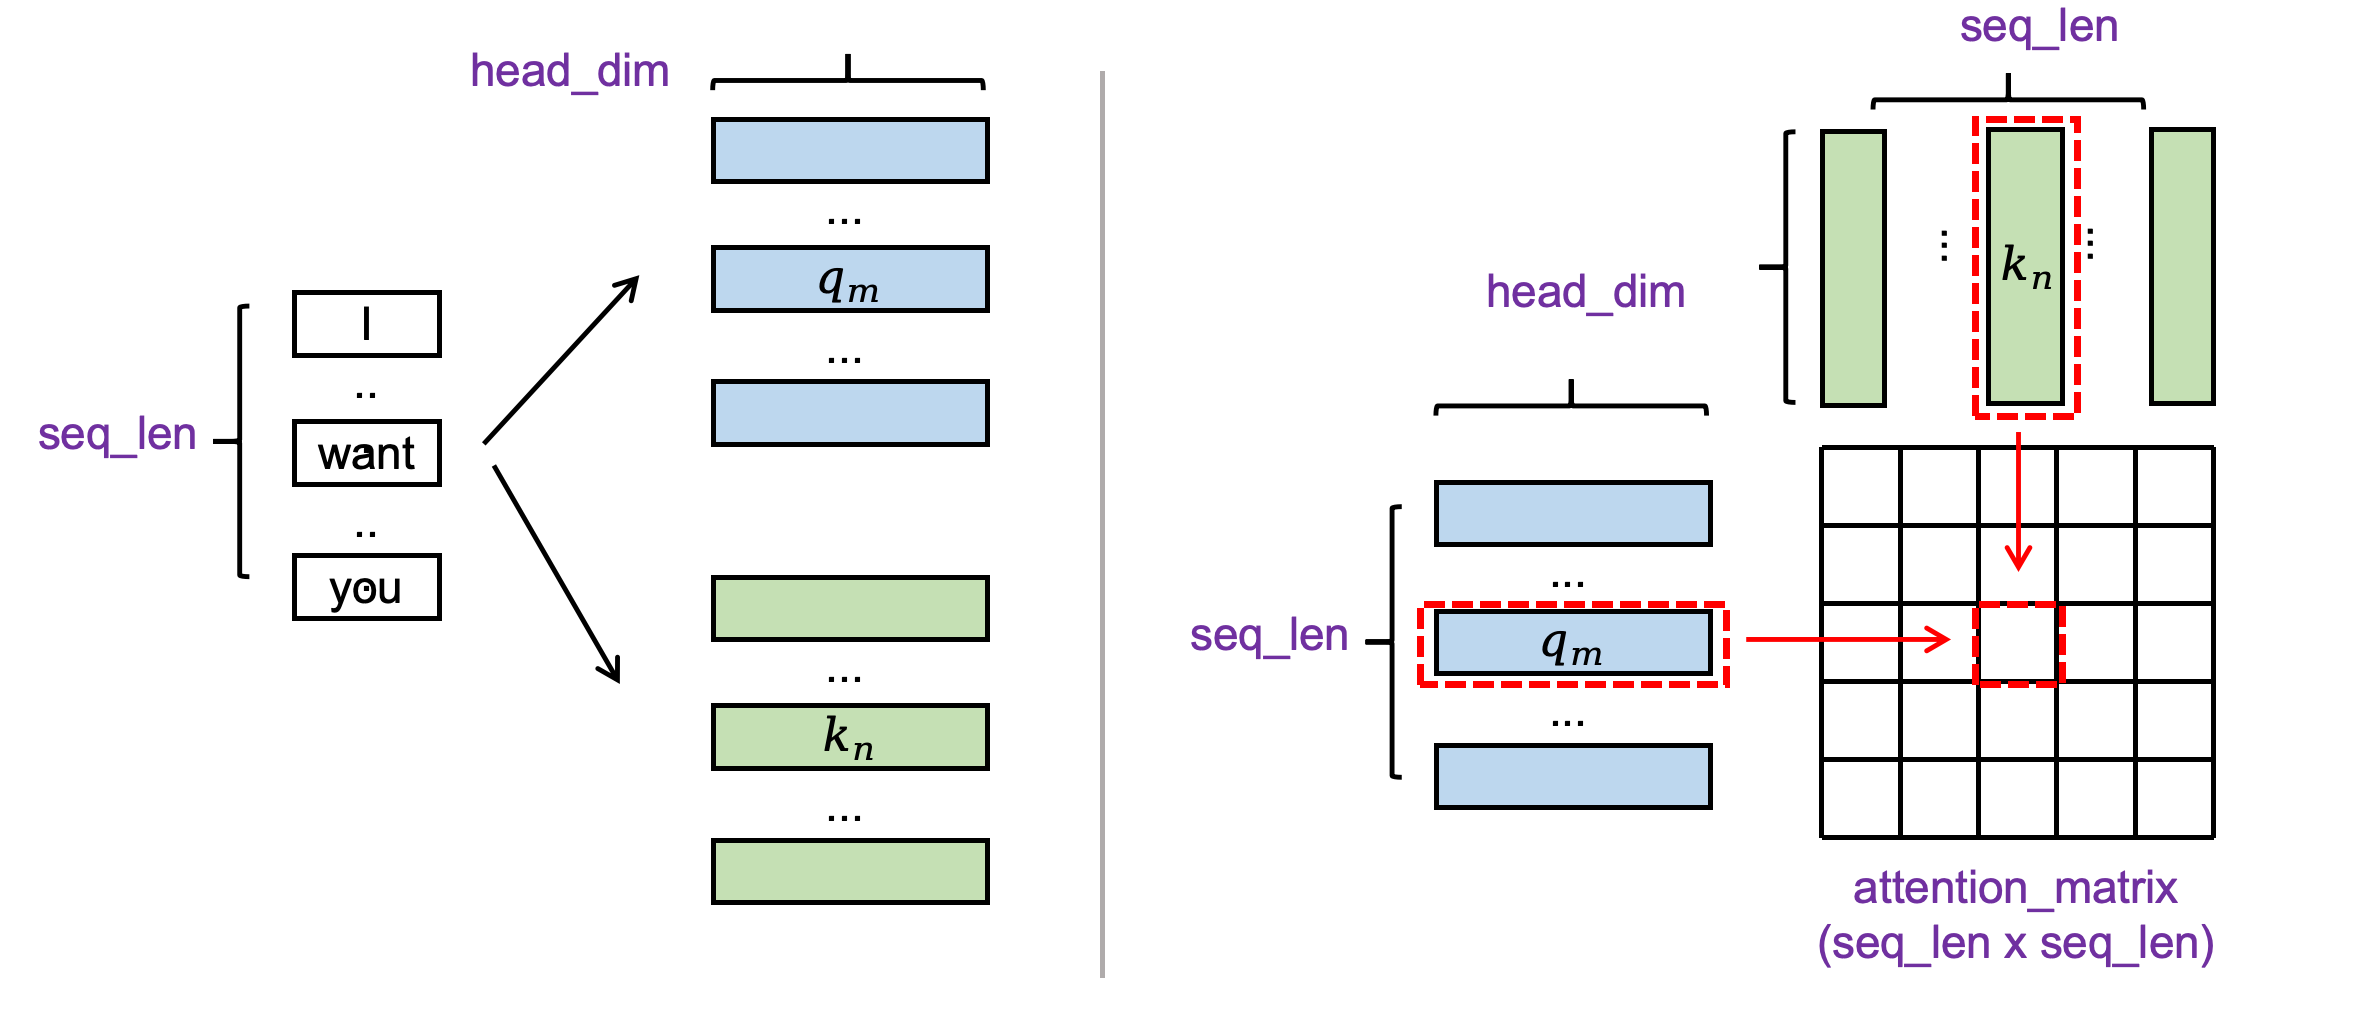 head_dim
...
q_m
...
seq_len
I
..
want
..
you
...
k_n
...
seq_len
head_dim
...
k_n
...
head_dim
seq_len
...
q_m
...
attention_matrix
(seq_len x seq_len)